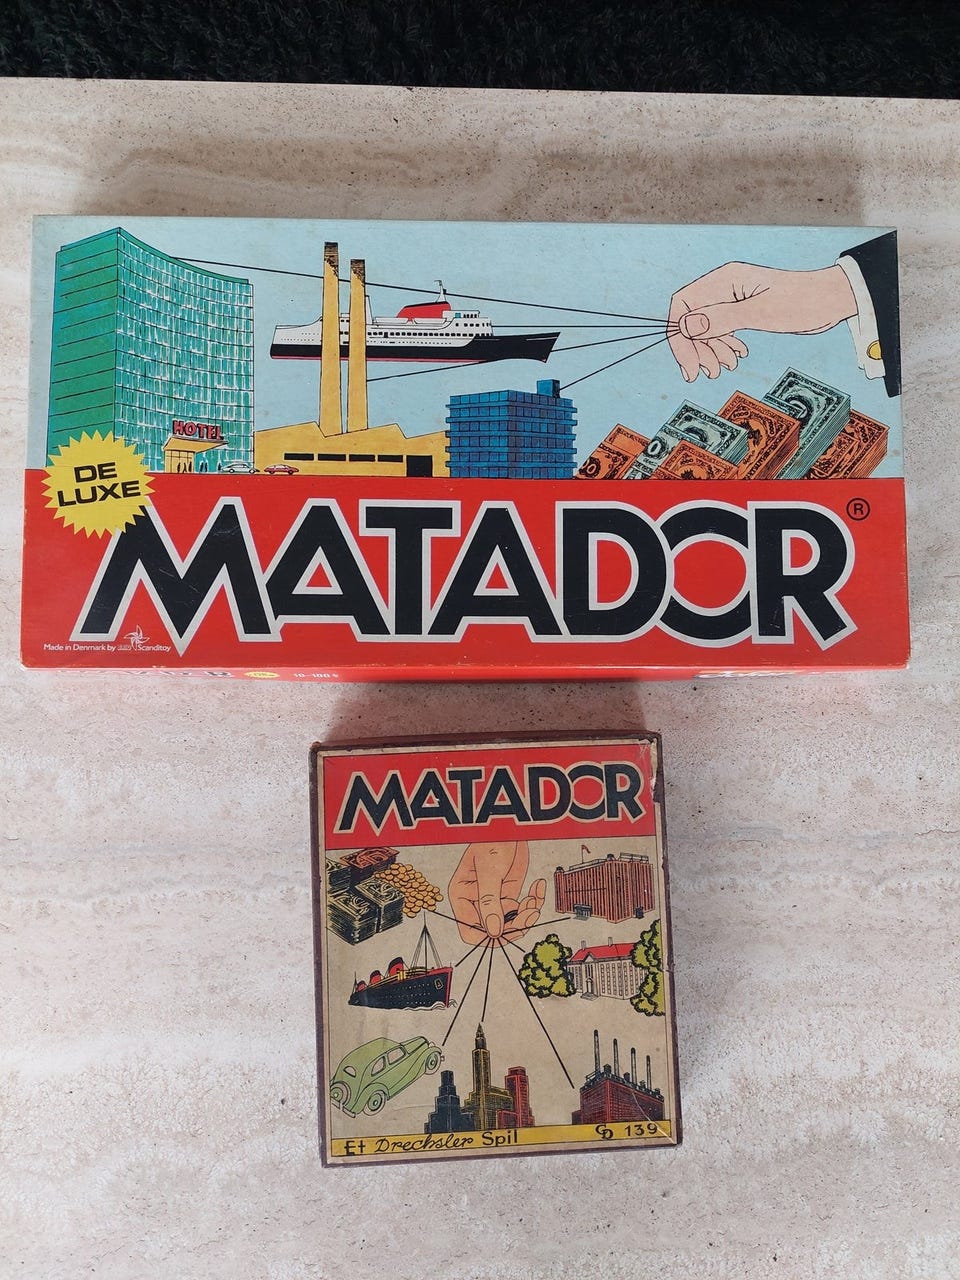 HOTEL
DE
LUXE
MATADOR®
Made in Denmark by Scanditoy
MATADOR
Et Drechsler Spil
139